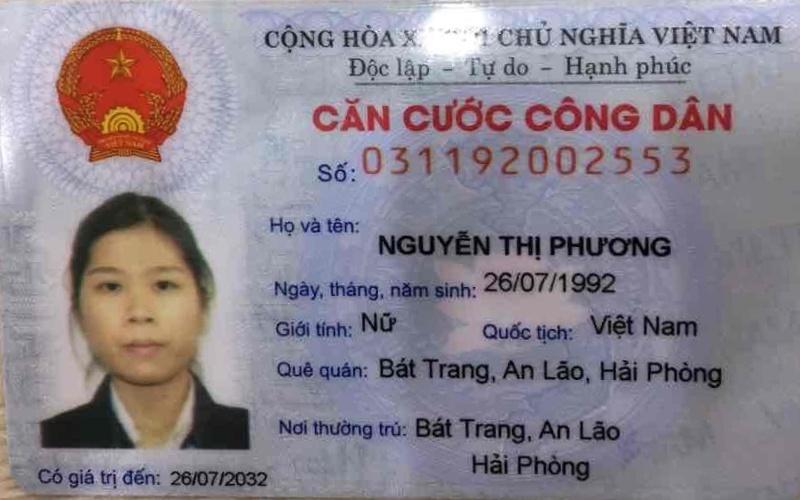 CỘNG HÒA CHỦ NGHĨA VIỆT NAM
Độc lập - Tự do - Hạnh phúc
CĂN CƯỚC CÔNG DÂN
Số: 031192002553
Họ và tên:
NGUYỄN THỊ PHƯƠNG
Ngày, tháng, năm sinh: 26/07/1992
Giới tính: Nữ Quốc tịch: Việt Nam
Quê quán: Bát Trang, An Lão, Hải Phòng
Nơi thường trú: Bát Trang, An Lão
Hải Phòng
Có giá trị đến: 26/07/2032